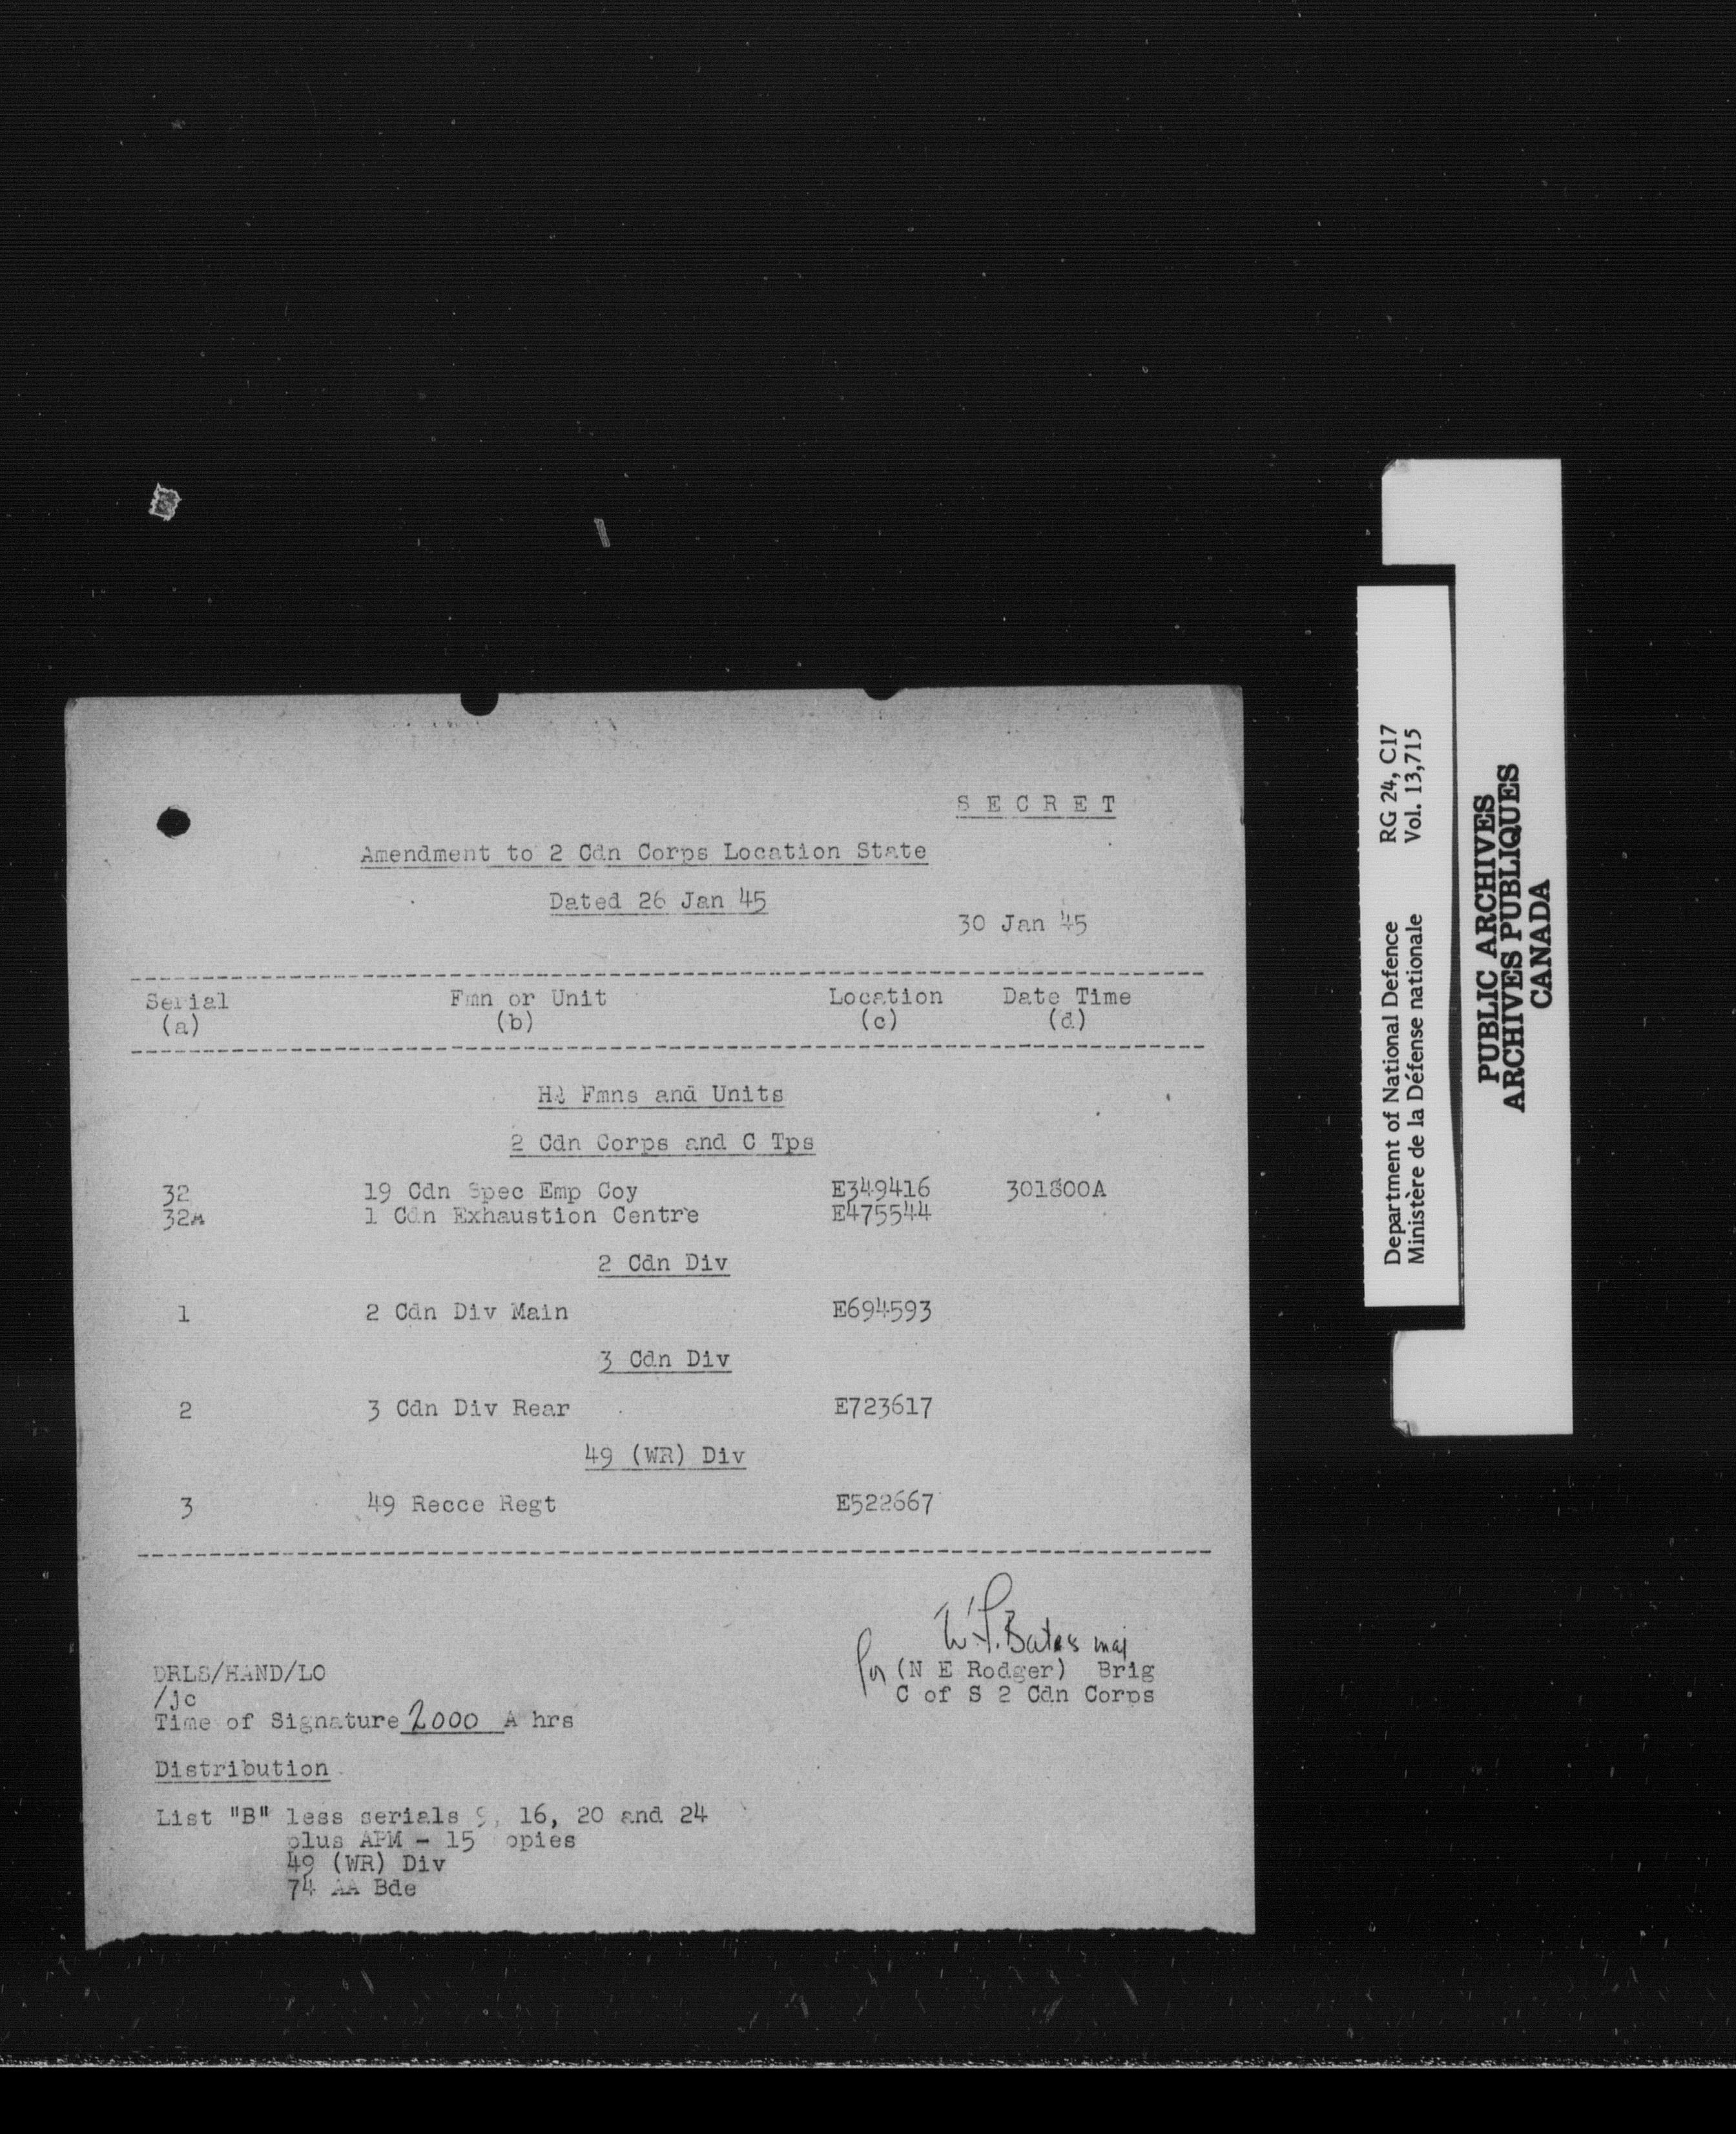 S E C R E T
Amendment to 2 Cdn Corps Location State
Dated 26 Jan 45
30 Jan 45
Serial Fmn or Unit Location Date Time
(a) (b) (c) (d)
HQ Fmns and Units
2 Cdn Corps and C Tps
32 19 Cdn Spec Emp Coy E349416 301800A
32A 1 Cdn Exhaustion Centre E475544
2 Cdn Div
1 2 Cdn Div Main E694593
3 Cdn Div
2 3 Cdn Div Rear E723617
49 (WR) Div
3 49 Recce Regt E522667
W.P. Bates maj
for (N E Rodger) Brig
C of S 2 Cdn Corps
DRLS/HAND/LO
/jc
Time of Signature 2000 A hrs
Distribution
List "B" less serials 9, 16, 20 and 24
plus APM - 15 opies
49 (WR) Div
74 AA Bde
Department of National Defence RG 24, C17
Ministère de la Défense nationale Vol. 13,715
PUBLIC ARCHIVES
ARCHIVES PUBLIQUES
CANADA